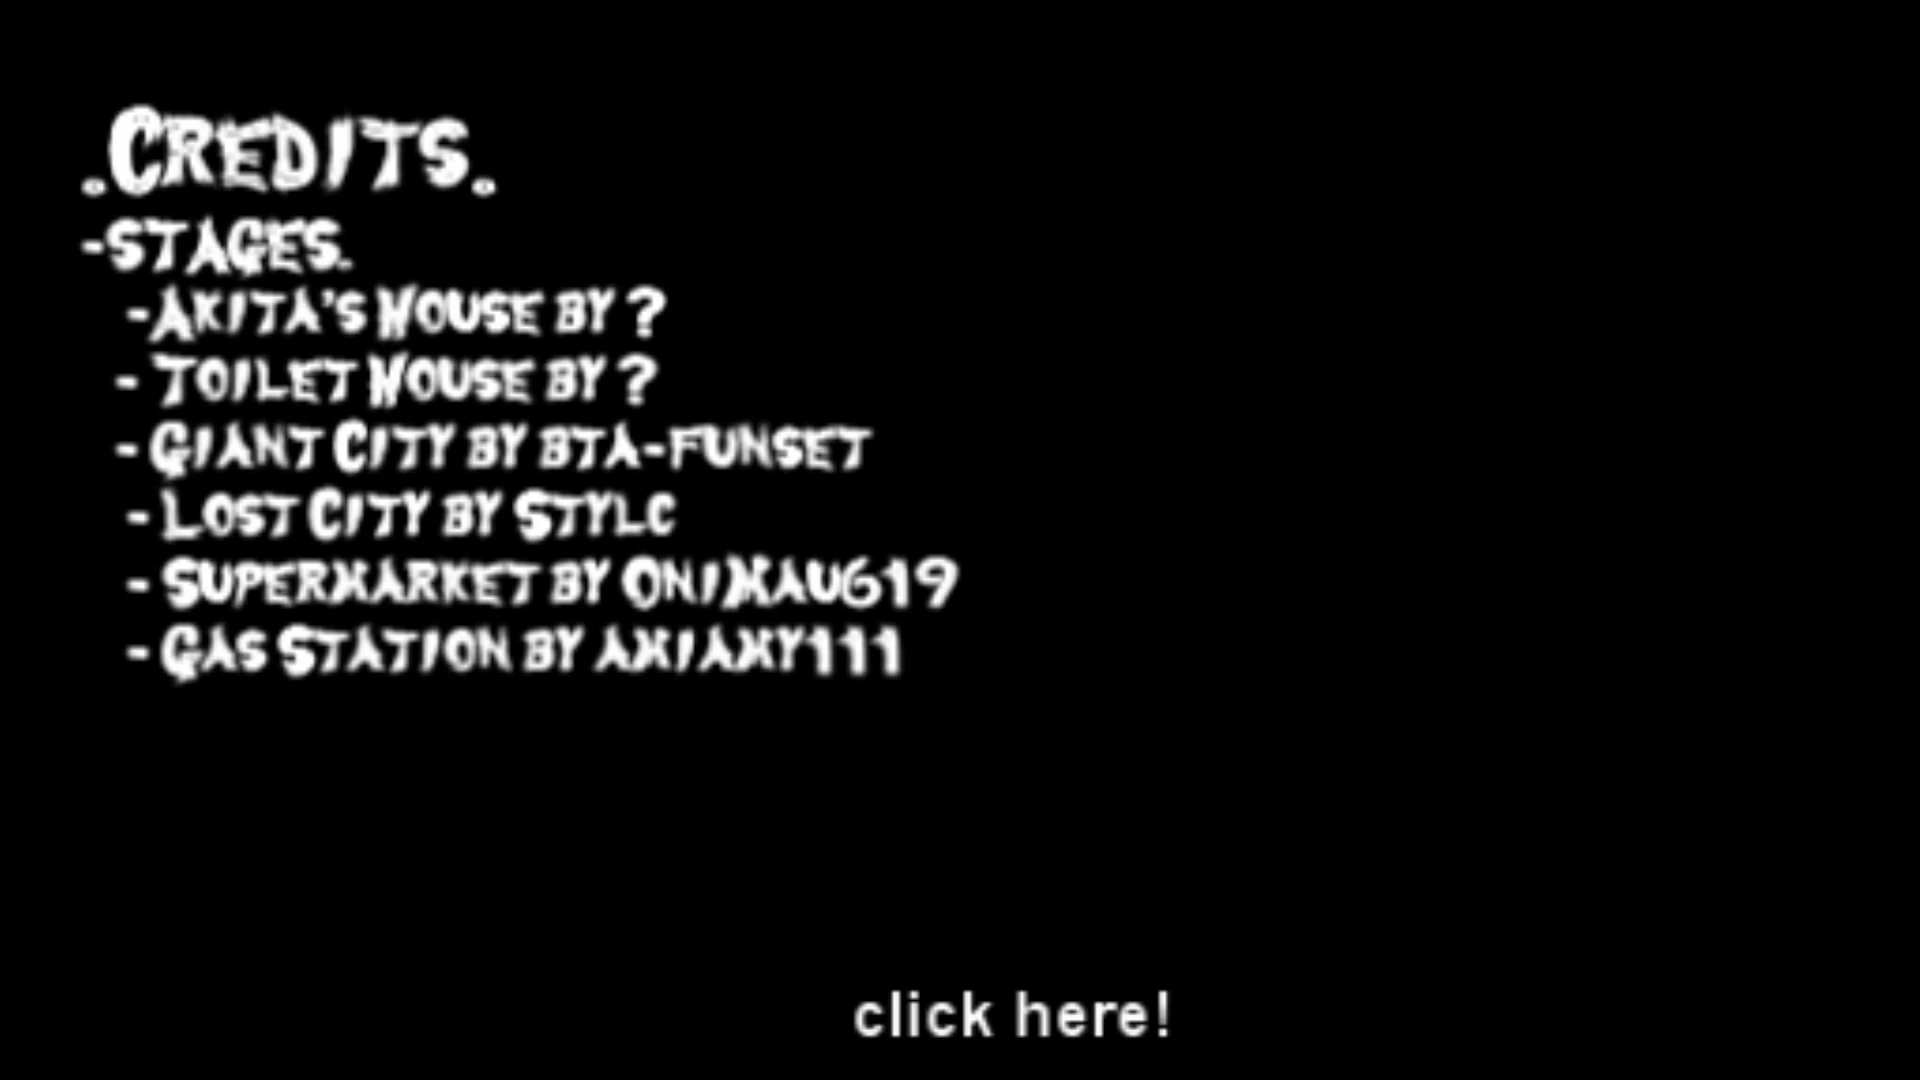 .Credits.
-stages.
-Akita's House by ?
- Toilet House by ?
- Giant City by bta-funset
- Lost City by Stylc
- Supermarket by OniMau619
- Gas Station by amiamy111
click here!